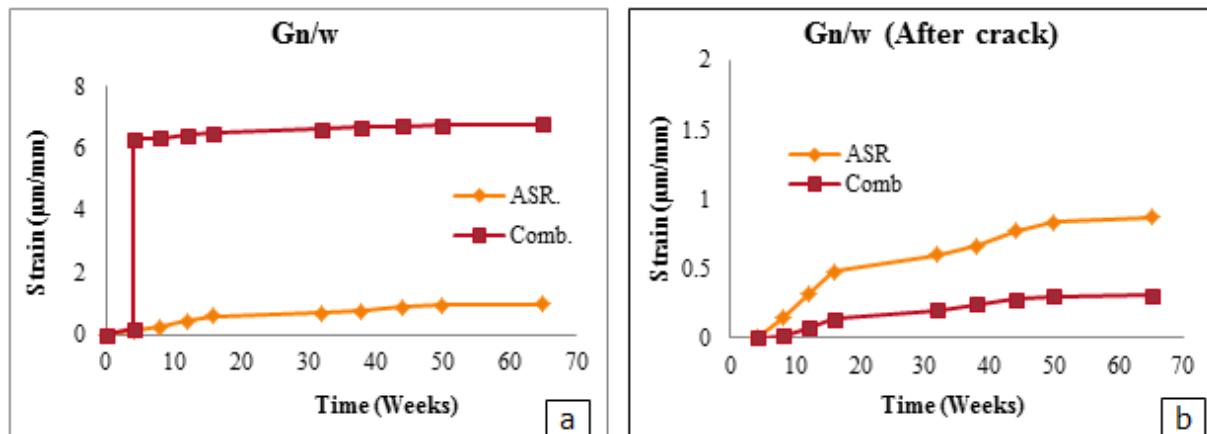 Gn/w
Strain (μm/mm)
8
6
4
2
0
0 10 20 30 40 50 60 70
Time (Weeks)
ASR.
Comb.
a
Gn/w (After crack)
Strain (μm/mm)
2
1.5
1
0.5
0
0 10 20 30 40 50 60 70
Time (Weeks)
ASR
Comb
b